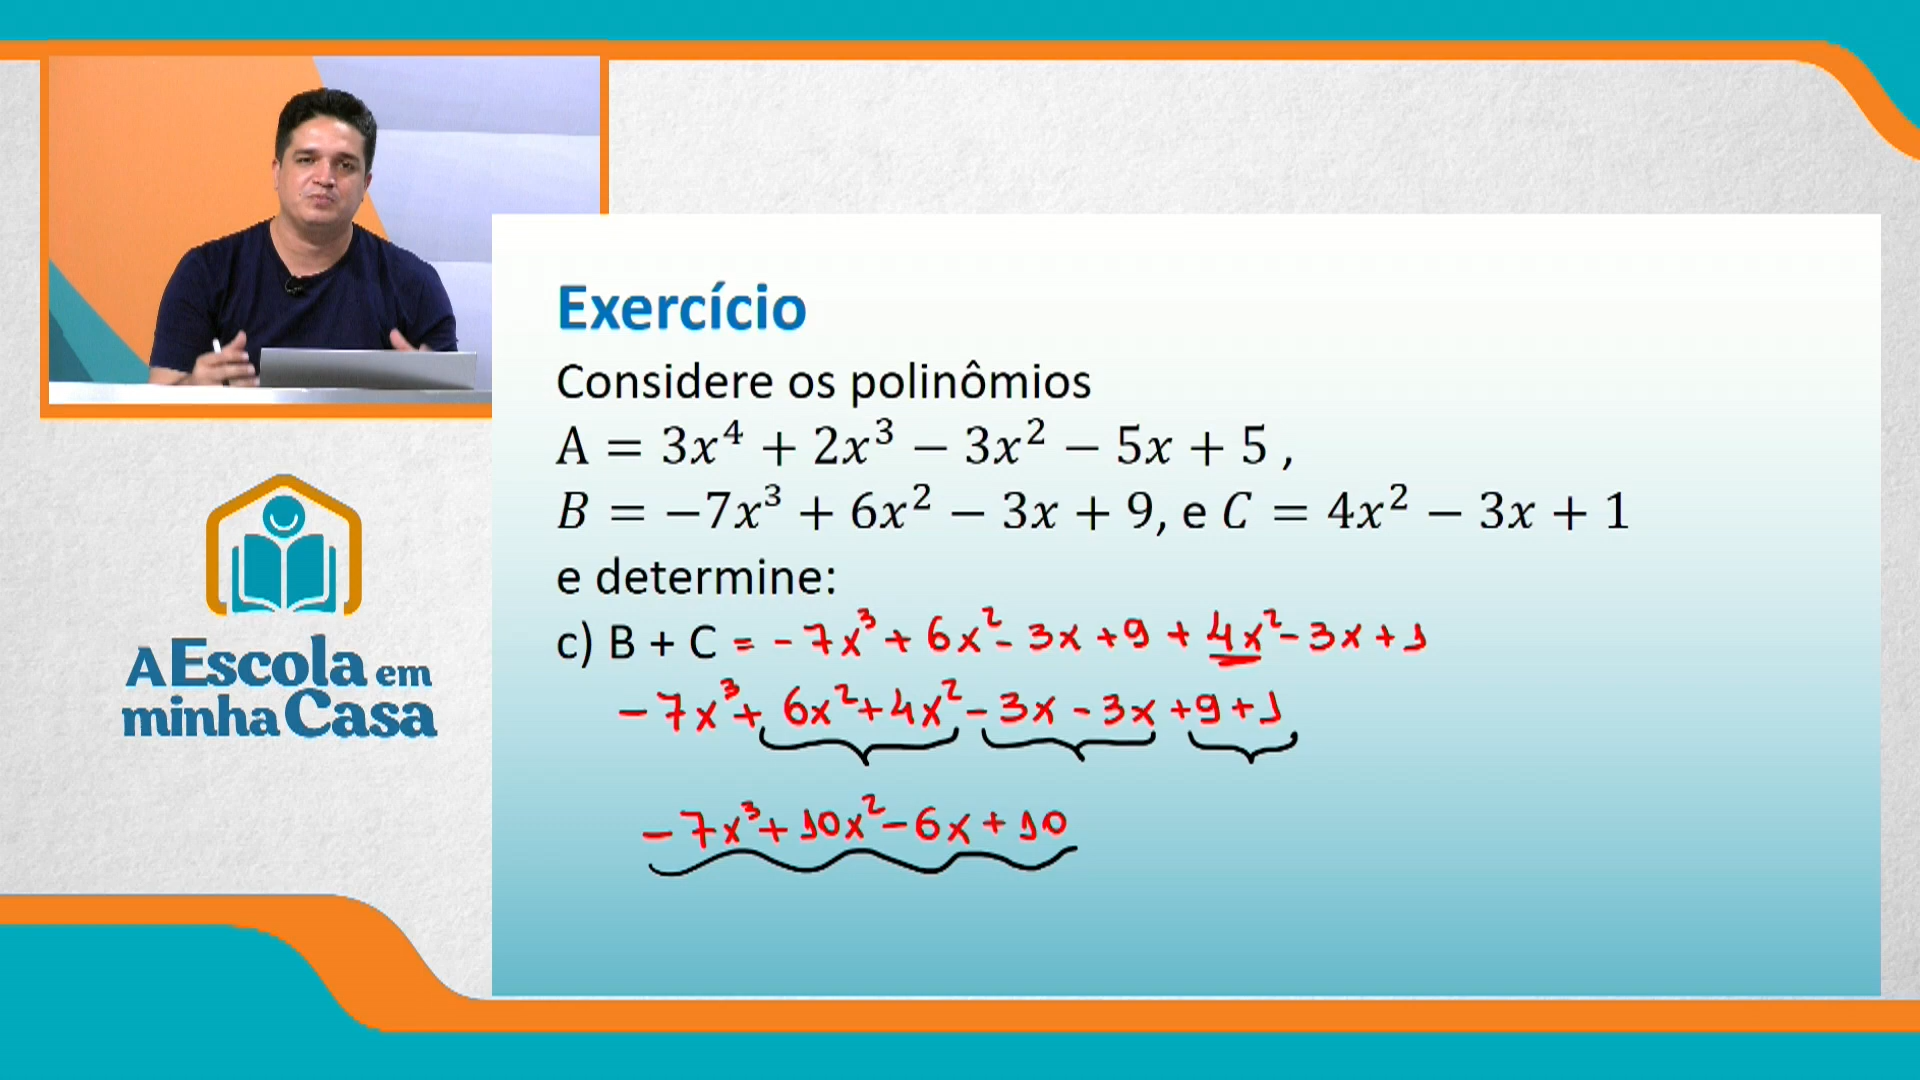 Exercício
Considere os polinômios
A = 3x⁴ + 2x³ − 3x² − 5x + 5 ,
B = −7x³ + 6x² − 3x + 9, e C = 4x² − 3x + 1
e determine:
c) B + C = - 7x³ + 6x² - 3x + 9 + 4x² - 3x + 1
- 7x³ + 6x² + 4x² - 3x - 3x + 9 + 1
- 7x³ + 10x² - 6x + 10
A Escola em
minha Casa